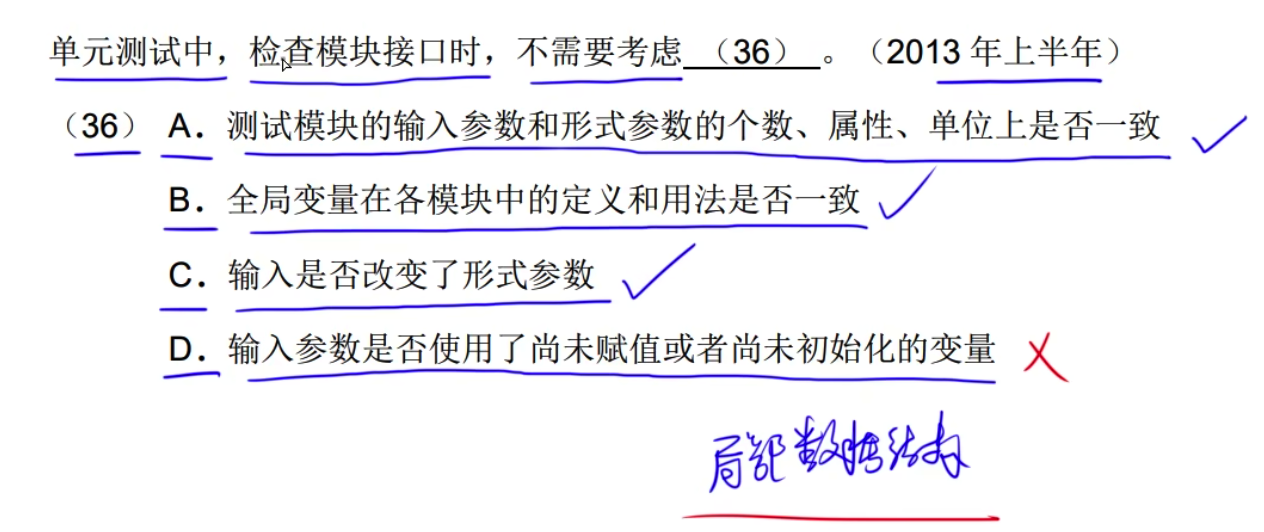 单元测试中，检查模块接口时，不需要考虑 （36） 。（2013 年上半年）
（36） A．测试模块的输入参数和形式参数的个数、属性、单位上是否一致
B．全局变量在各模块中的定义和用法是否一致
C．输入是否改变了形式参数
D．输入参数是否使用了尚未赋值或者尚未初始化的变量
局部数据结构